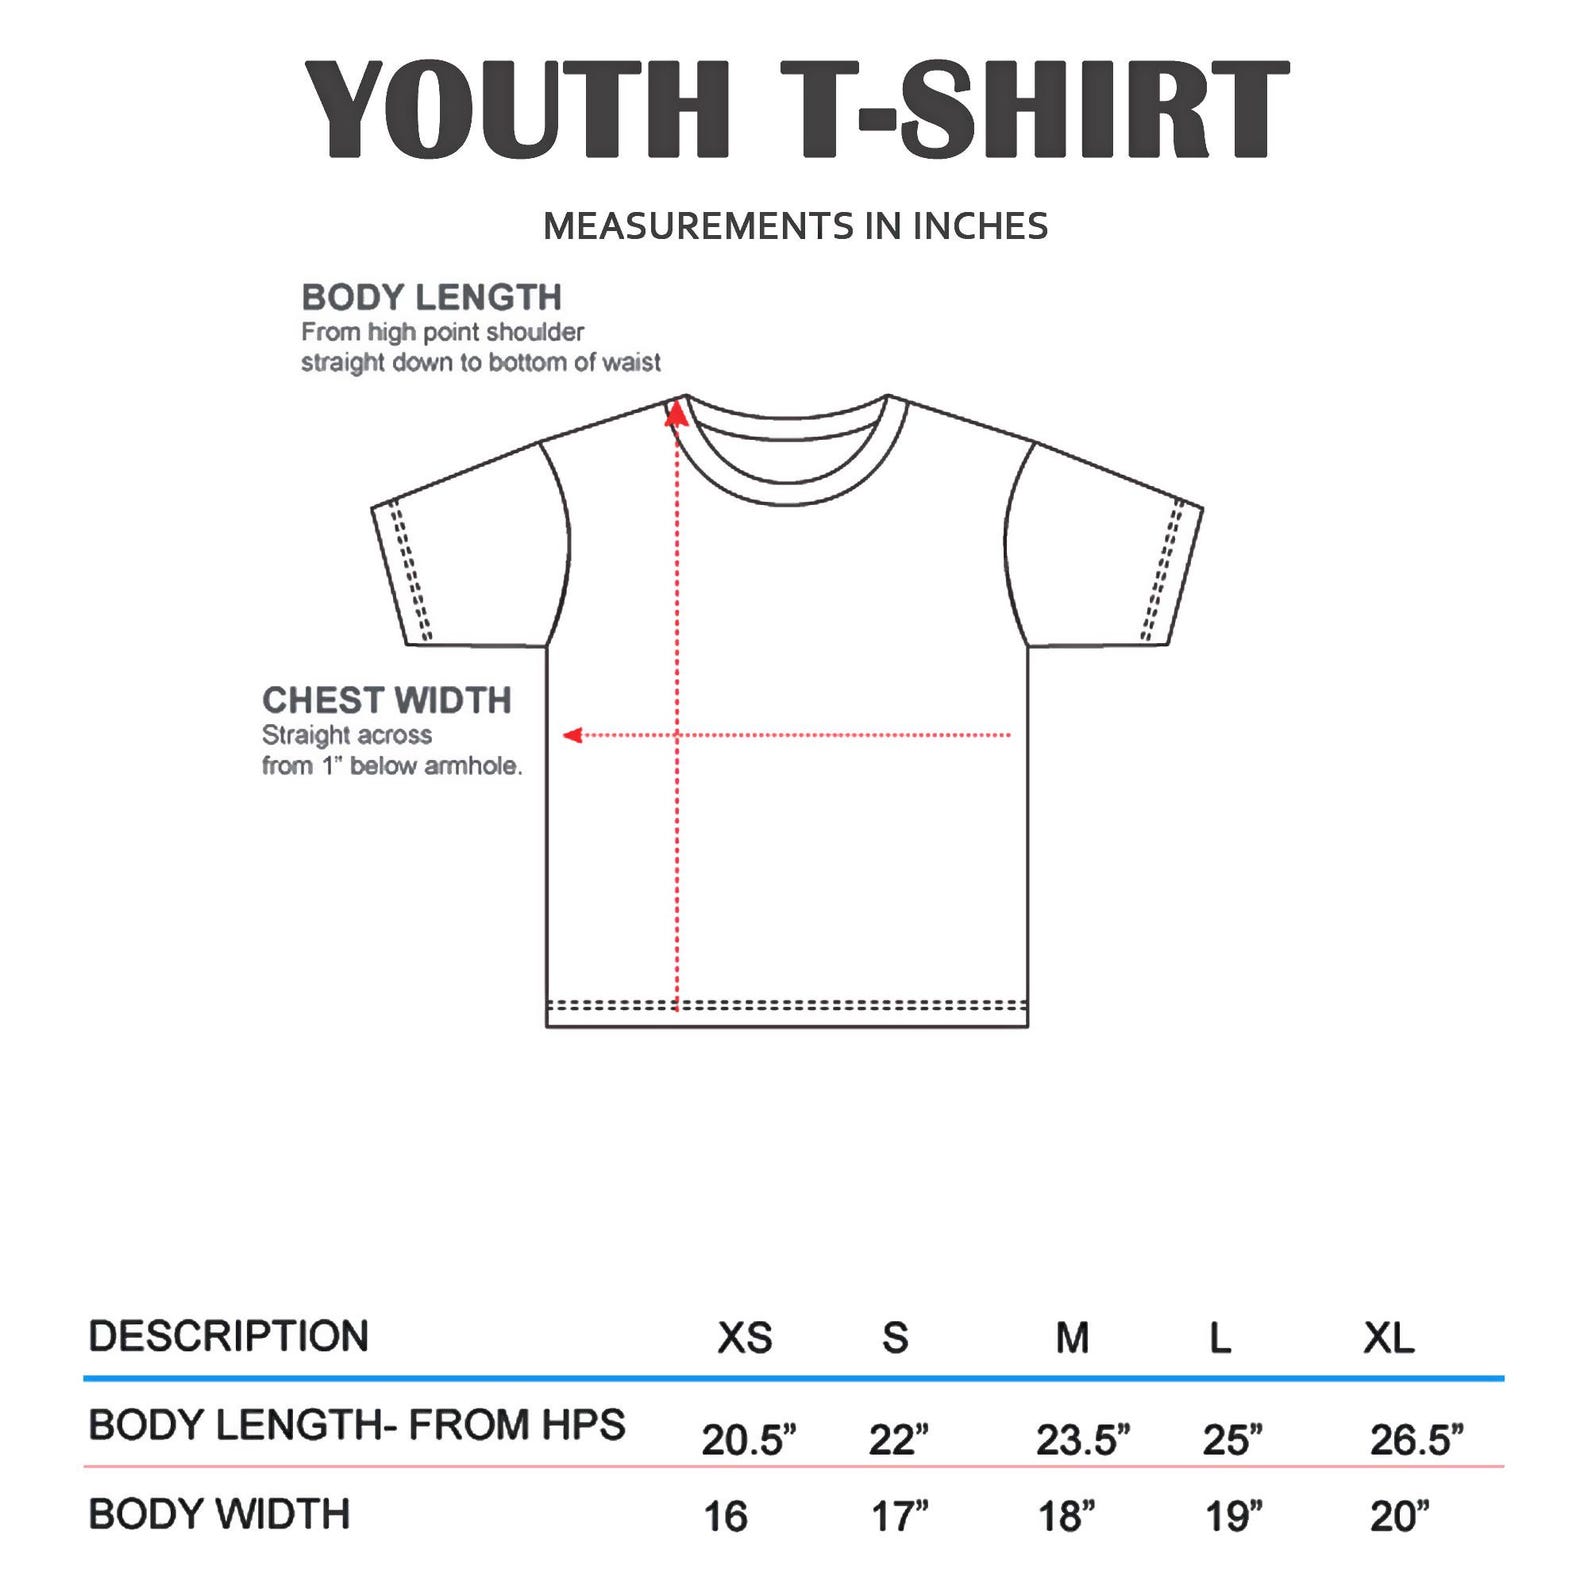 YOUTH T-SHIRT
MEASUREMENTS IN INCHES
BODY LENGTH
From high point shoulder
straight down to bottom of waist
CHEST WIDTH
Straight across
from 1” below armhole.
DESCRIPTION XS S M L XL
BODY LENGTH- FROM HPS 20.5” 22” 23.5” 25” 26.5”
BODY WIDTH 16 17” 18” 19” 20”